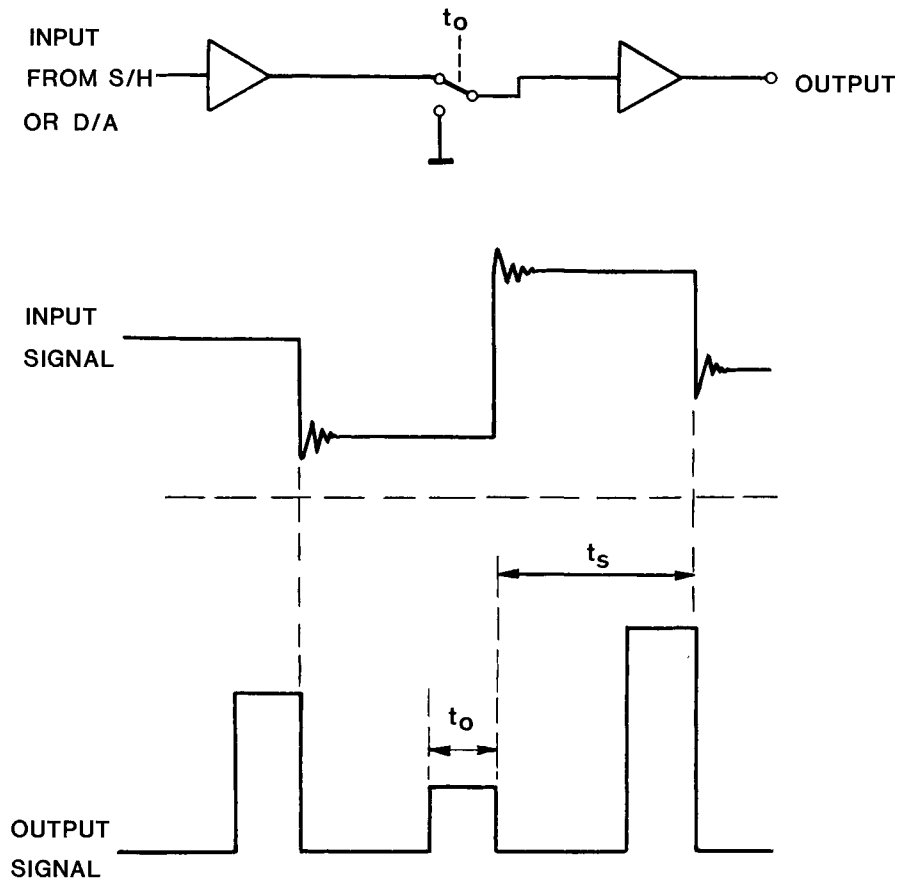 t₀
INPUT
FROM S/H
OR D/A
OUTPUT
INPUT
SIGNAL
tₛ
t₀
OUTPUT
SIGNAL